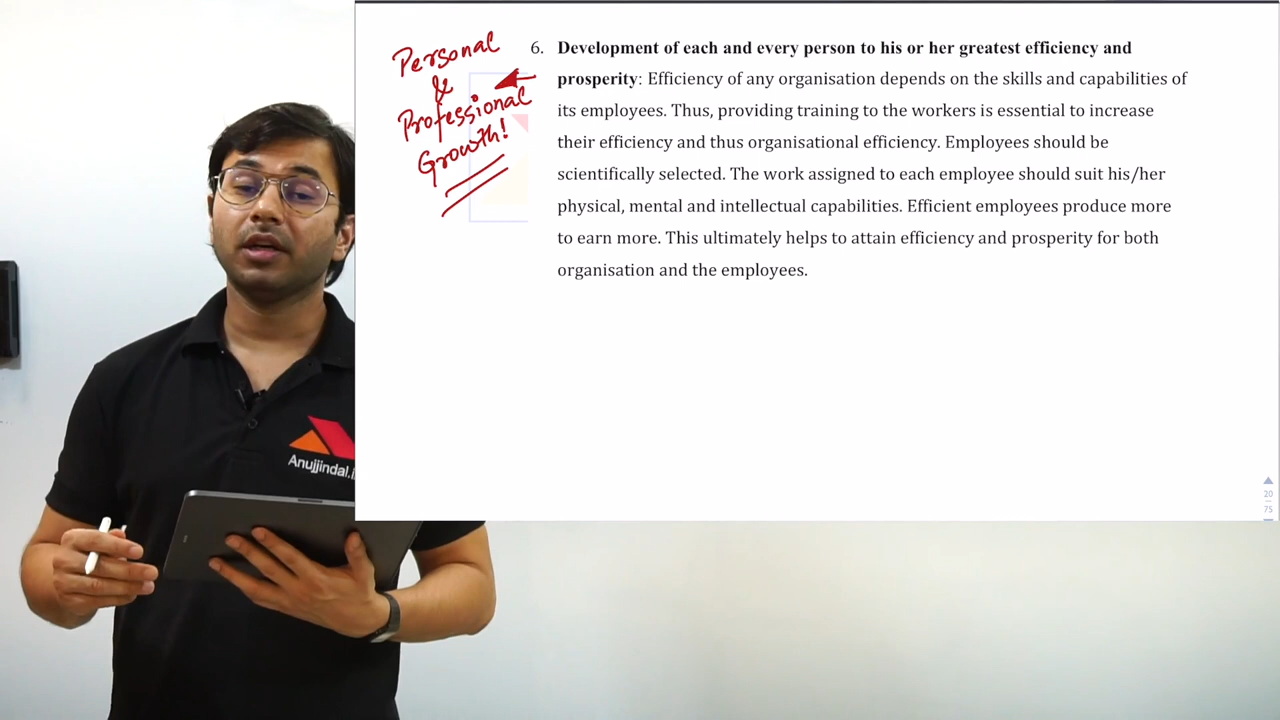 Personal
&
Professional
Growth!
6. Development of each and every person to his or her greatest efficiency and
prosperity: Efficiency of any organisation depends on the skills and capabilities of
its employees. Thus, providing training to the workers is essential to increase
their efficiency and thus organisational efficiency. Employees should be
scientifically selected. The work assigned to each employee should suit his/her
physical, mental and intellectual capabilities. Efficient employees produce more
to earn more. This ultimately helps to attain efficiency and prosperity for both
organisation and the employees.
Anujjindal.i
20
75